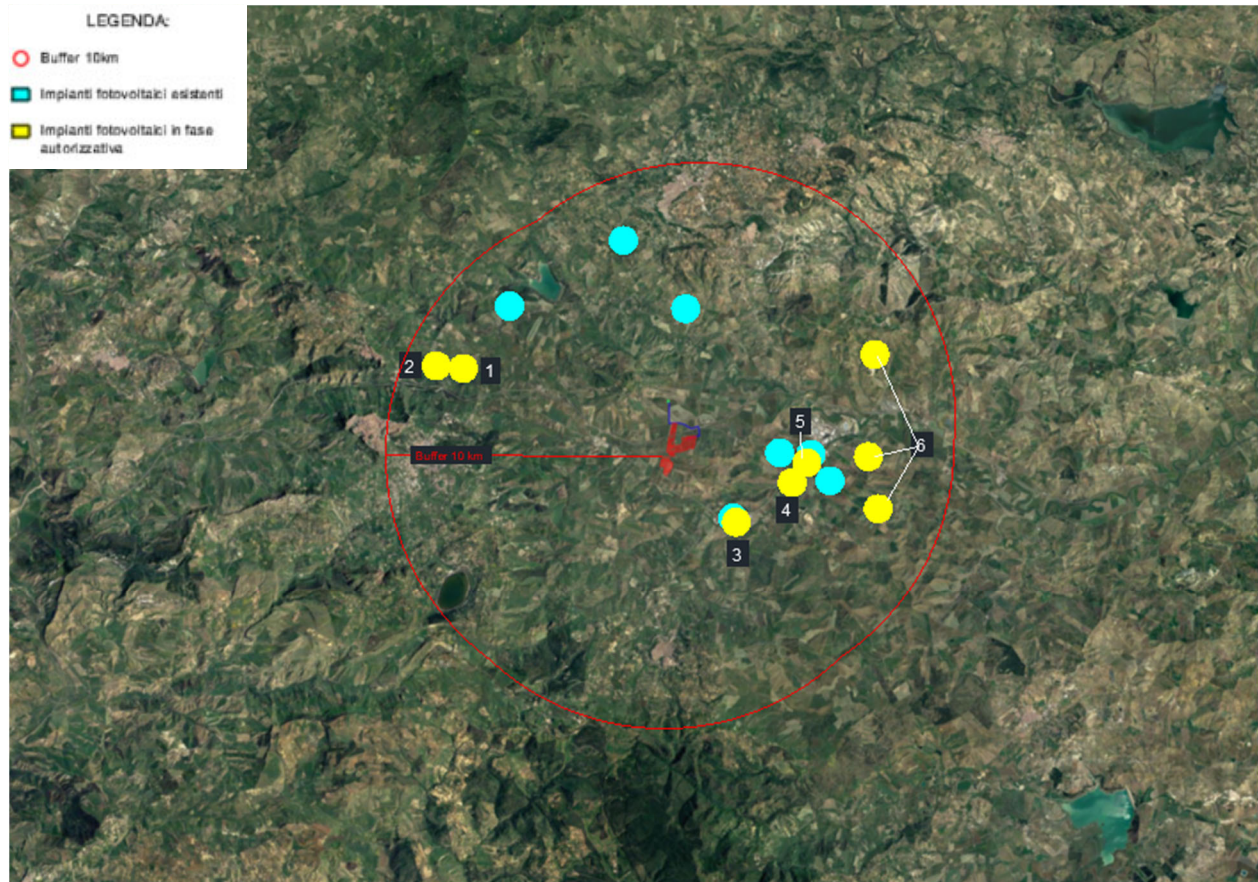 LEGENDA:
Buffer 10km
Impianti fotovoltaici esistenti
Impianti fotovoltaici in fase
autorizzativa
2
1
5
6
Buffer 10 km
4
3